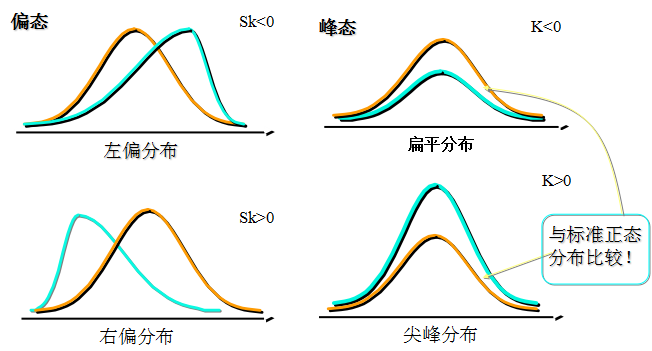 偏态
Sk<0
左偏分布
Sk>0
右偏分布
峰态
K<0
扁平分布
K>0
尖峰分布
与标准正态
分布比较！